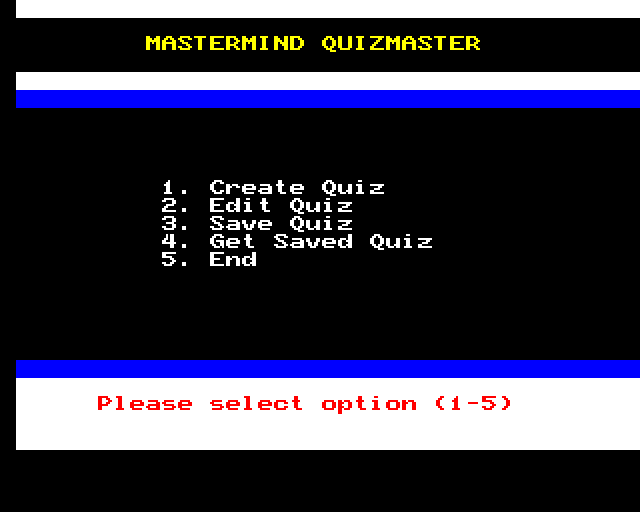 MASTERMIND QUIZMASTER
1. Create Quiz
2. Edit Quiz
3. Save Quiz
4. Get Saved Quiz
5. End
Please select option (1-5)